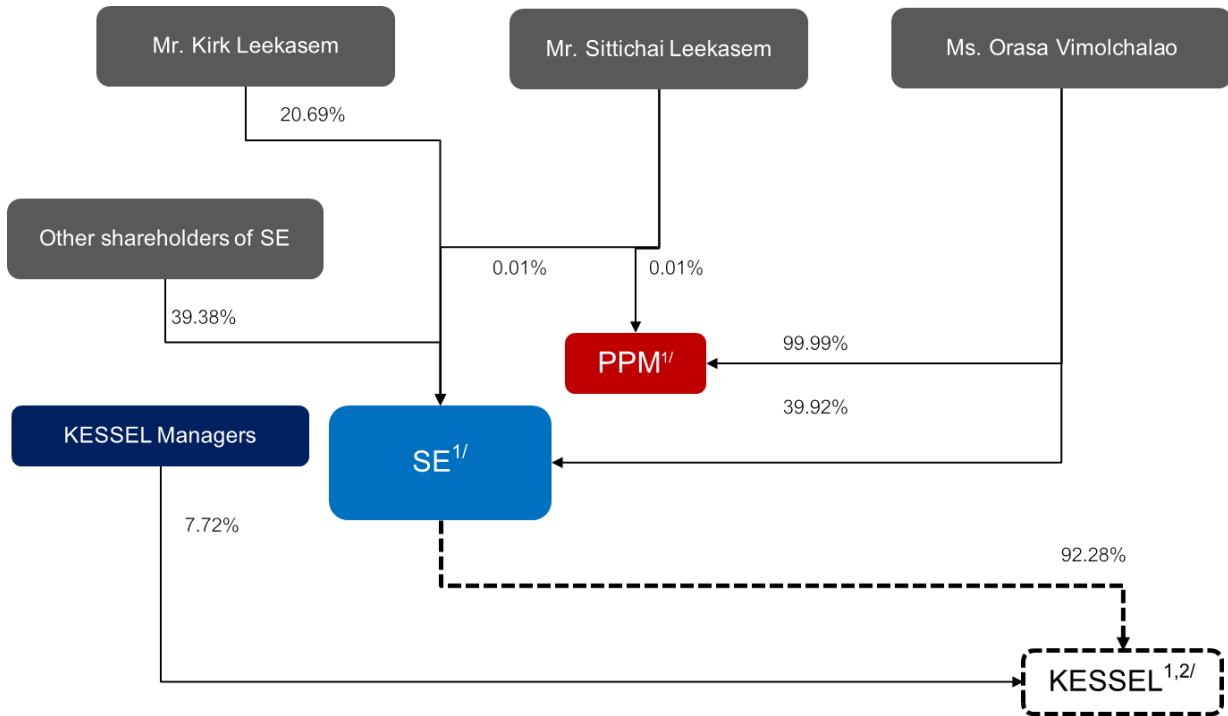 Mr. Kirk Leekasem
Mr. Sittichai Leekasem
Ms. Orasa Vimolchalao
20.69%
Other shareholders of SE
0.01%
0.01%
39.38%
PPM1/
99.99%
39.92%
KESSEL Managers
SE1/
7.72%
92.28%
KESSEL1,2/